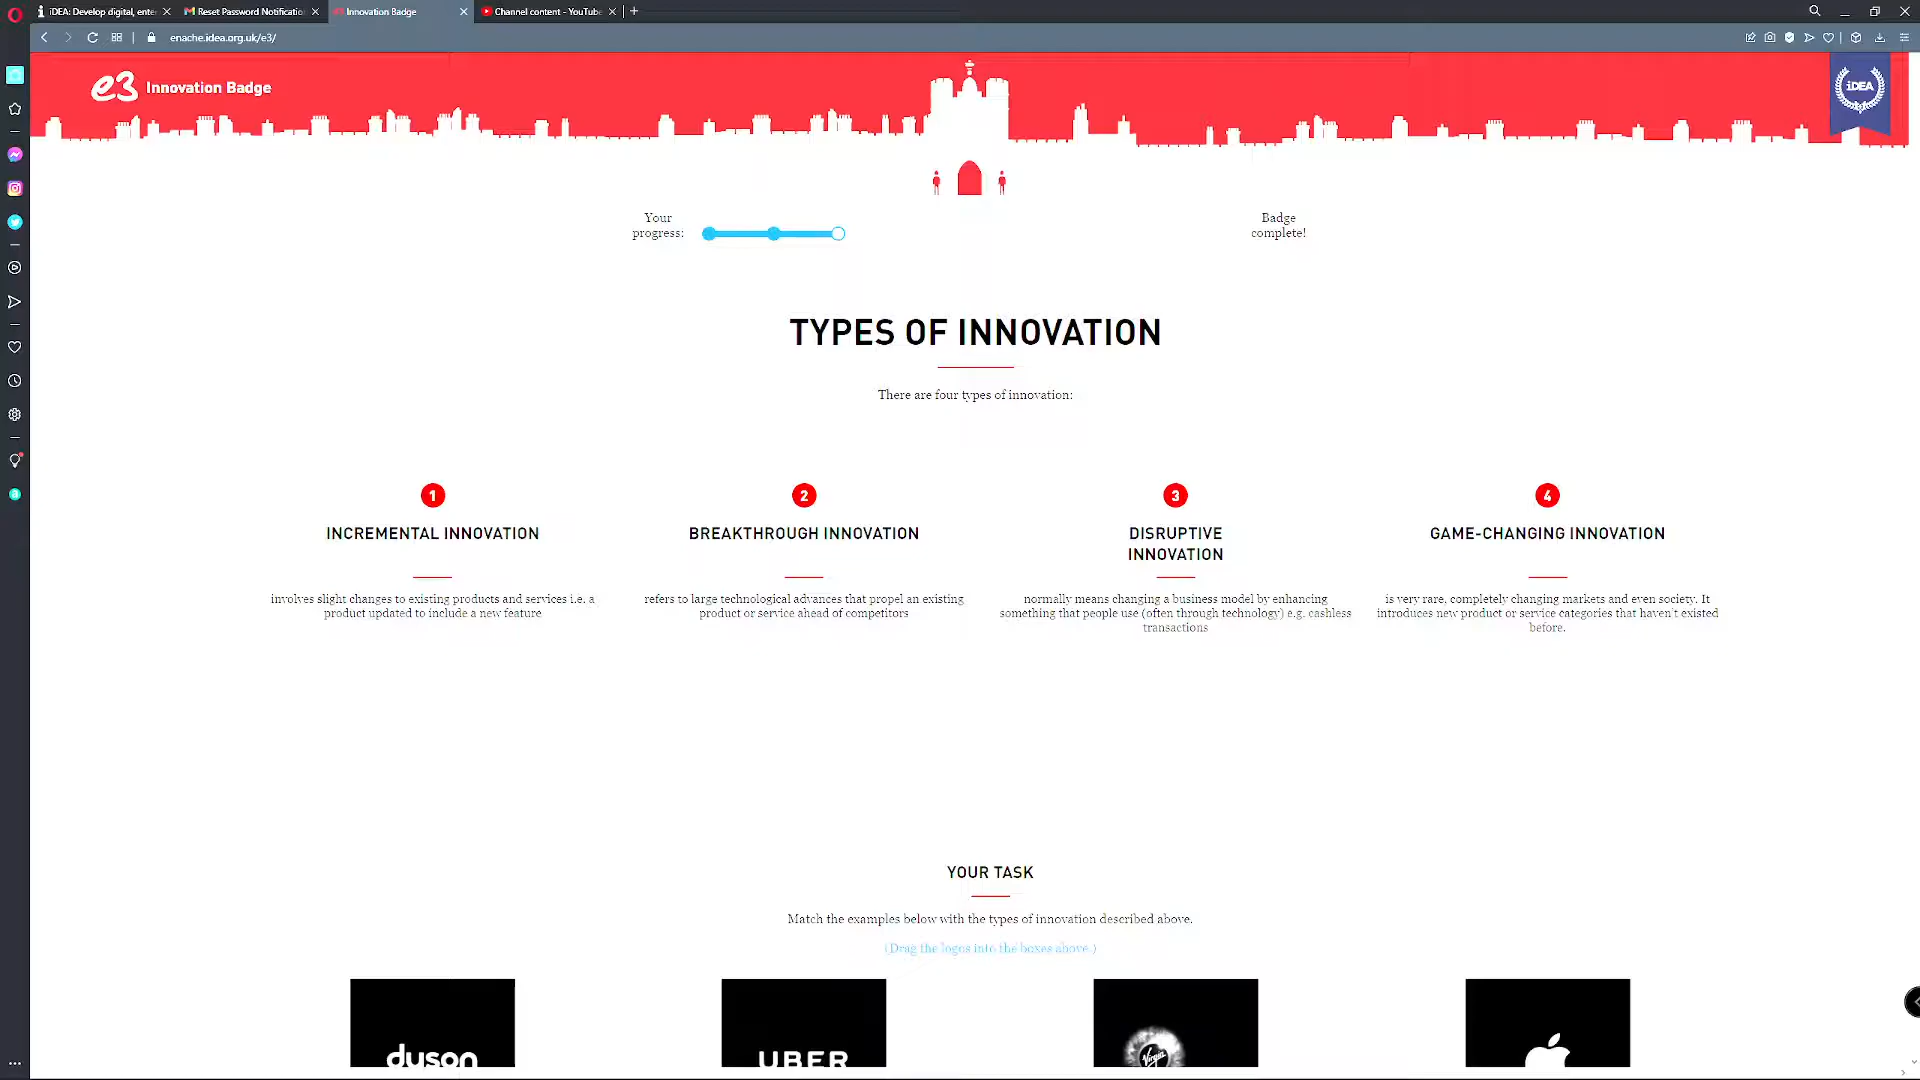 iDEA: Develop digital, ente
Reset Password Notificatio
Innovation Badge
Channel content - YouTube
enache.idea.org.uk/e3/
e3 Innovation Badge
iDEA
Your
progress:
Badge
complete!
TYPES OF INNOVATION
There are four types of innovation:
1
INCREMENTAL INNOVATION
involves slight changes to existing products and services i.e. a
product updated to include a new feature
2
BREAKTHROUGH INNOVATION
refers to large technological advances that propel an existing
product or service ahead of competitors
3
DISRUPTIVE
INNOVATION
normally means changing a business model by enhancing
something that people use (often through technology) e.g. cashless
transactions
4
GAME-CHANGING INNOVATION
is very rare, completely changing markets and even society. It
introduces new product or service categories that haven't existed
before.
YOUR TASK
Match the examples below with the types of innovation described above.
(Drag the logos into the boxes above.)
dyson
UBER
Virgin